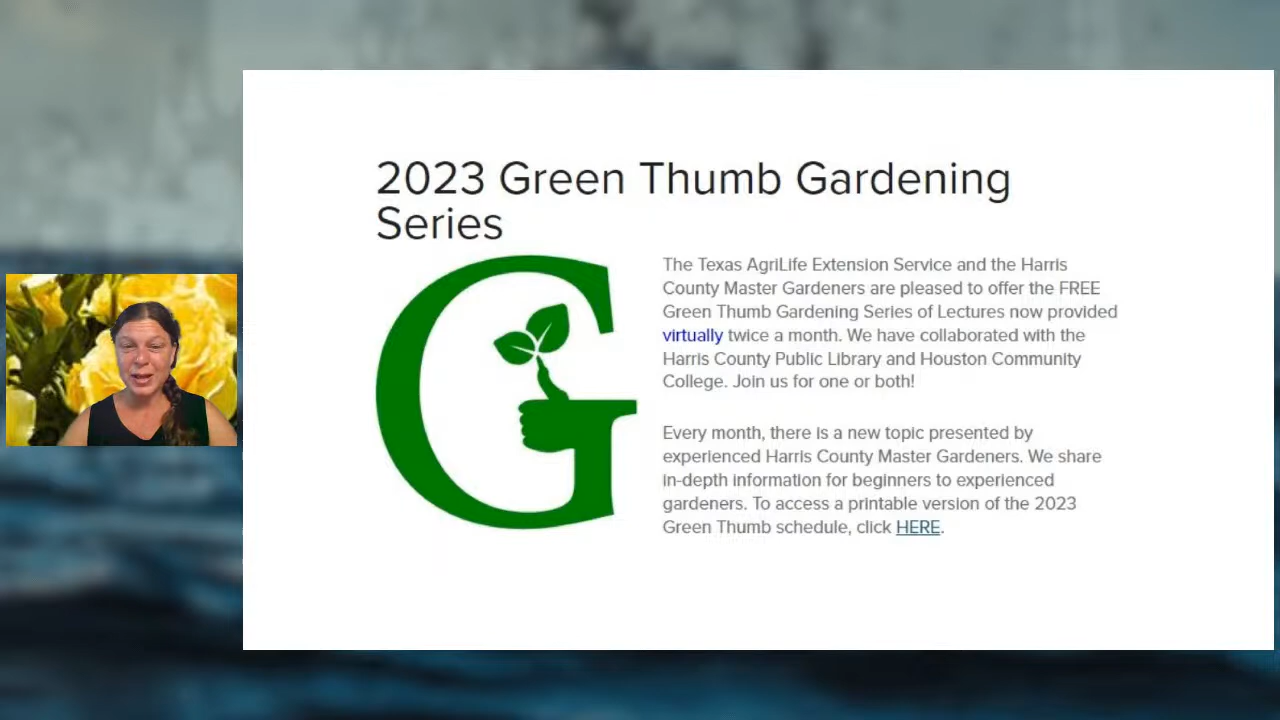 2023 Green Thumb Gardening
Series
The Texas AgriLife Extension Service and the Harris
County Master Gardeners are pleased to offer the FREE
Green Thumb Gardening Series of Lectures now provided
virtually twice a month. We have collaborated with the
Harris County Public Library and Houston Community
College. Join us for one or both!
Every month, there is a new topic presented by
experienced Harris County Master Gardeners. We share
in-depth information for beginners to experienced
gardeners. To access a printable version of the 2023
Green Thumb schedule, click HERE.
G